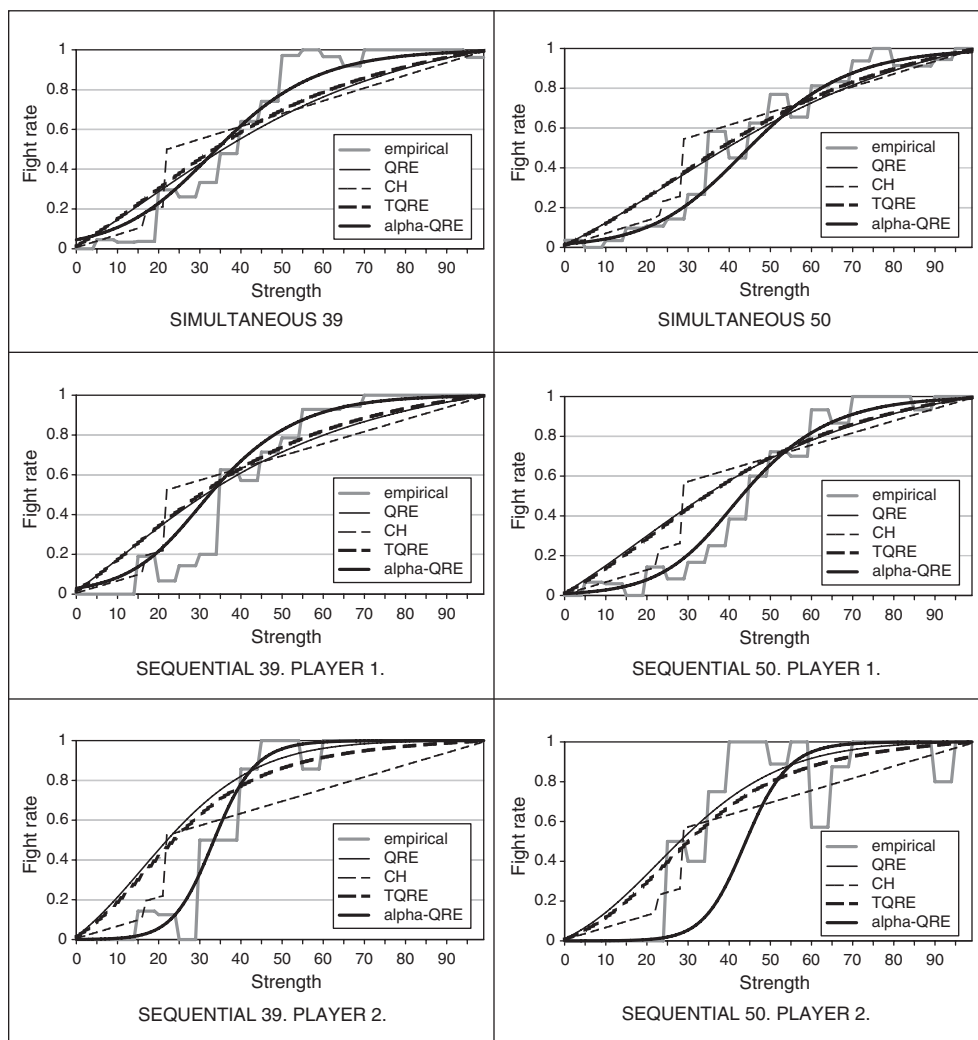 1
0.8
0.6
0.4
0.2
0
Fight rate
empirical
QRE
CH
TQRE
alpha-QRE
0 10 20 30 40 50 60 70 80 90
Strength
SIMULTANEOUS 39
1
0.8
0.6
0.4
0.2
0
Fight rate
empirical
QRE
CH
TQRE
alpha-QRE
0 10 20 30 40 50 60 70 80 90
Strength
SIMULTANEOUS 50
1
0.8
0.6
0.4
0.2
0
Fight rate
empirical
QRE
CH
TQRE
alpha-QRE
0 10 20 30 40 50 60 70 80 90
Strength
SEQUENTIAL 39. PLAYER 1.
1
0.8
0.6
0.4
0.2
0
Fight rate
empirical
QRE
CH
TQRE
alpha-QRE
0 10 20 30 40 50 60 70 80 90
Strength
SEQUENTIAL 50. PLAYER 1.
1
0.8
0.6
0.4
0.2
0
Fight rate
empirical
QRE
CH
TQRE
alpha-QRE
0 10 20 30 40 50 60 70 80 90
Strength
SEQUENTIAL 39. PLAYER 2.
1
0.8
0.6
0.4
0.2
0
Fight rate
empirical
QRE
CH
TQRE
alpha-QRE
0 10 20 30 40 50 60 70 80 90
Strength
SEQUENTIAL 50. PLAYER 2.